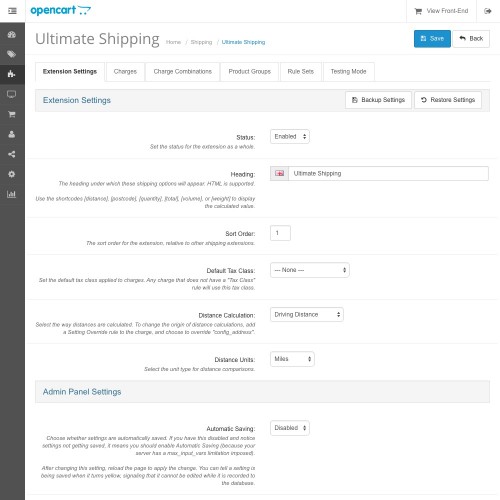 opencart
View Front-End
Ultimate Shipping
Home / Shipping / Ultimate Shipping
Save
Back
Extension Settings
Charges
Charge Combinations
Product Groups
Rule Sets
Testing Mode
Extension Settings
Backup Settings
Restore Settings
Status:
Enabled
Set the status for the extension as a whole.
Heading:
Ultimate Shipping
The heading under which these shipping options will appear. HTML is supported.
Use the shortcodes [distance], [postcode], [quantity], [total], [volume], or [weight] to display
the calculated value.
Sort Order:
1
The sort order for the extension, relative to other shipping extensions.
Default Tax Class:
--- None ---
Set the default tax class applied to charges. Any charge that does not have a "Tax Class"
rule will use this tax class.
Distance Calculation:
Driving Distance
Select the way distances are calculated. To change the origin of distance calculations, add
a Setting Override rule to the charge, and choose to override "config_address".
Distance Units:
Miles
Select the unit type for distance comparisons.
Admin Panel Settings
Automatic Saving:
Disabled
Choose whether settings are automatically saved. If you have this disabled and notice
settings not getting saved, it means you should enable Automatic Saving (because your
server has a max_input_vars limitation imposed).
After changing this setting, reload the page to apply the change. You can tell a setting is
being saved when it turns yellow, signaling that it cannot be edited while it is recorded to
the database.